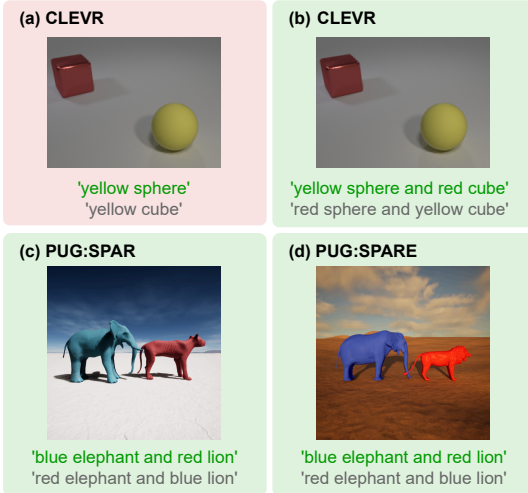 (a) CLEVR
'yellow sphere'
'yellow cube'
(b) CLEVR
'yellow sphere and red cube'
'red sphere and yellow cube'
(c) PUG:SPAR
'blue elephant and red lion'
'red elephant and blue lion'
(d) PUG:SPARE
'blue elephant and red lion'
'red elephant and blue lion'